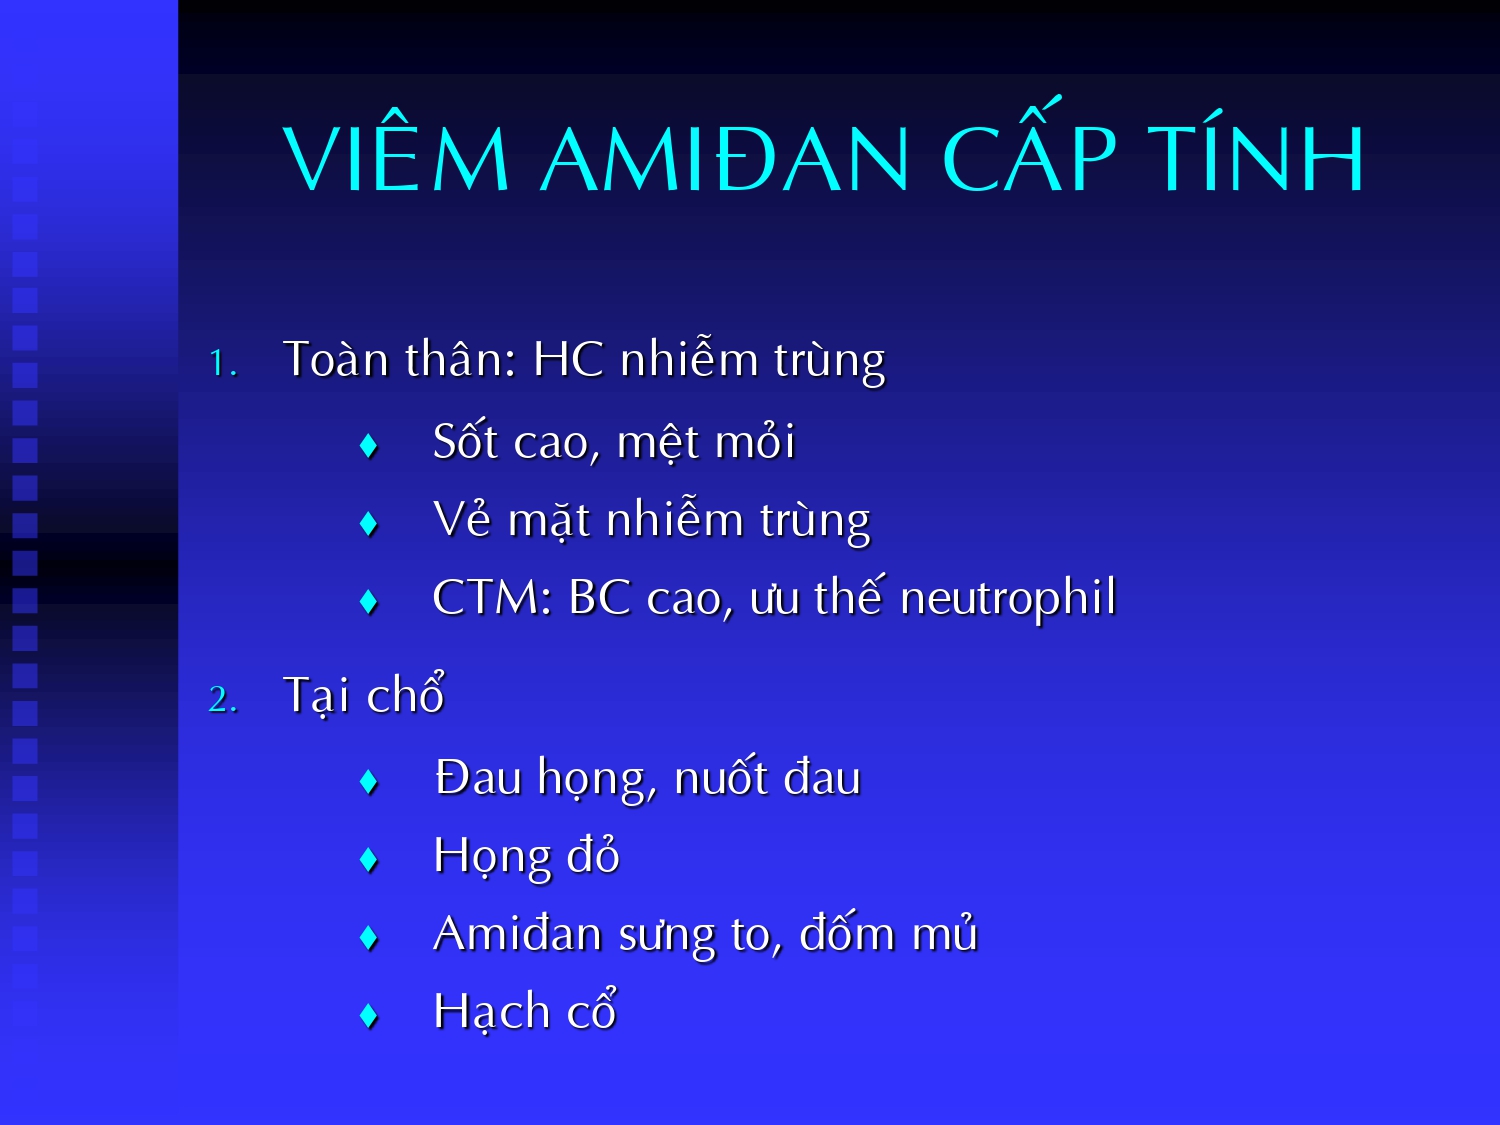 VIÊM AMIĐAN CẤP TÍNH
1. Toàn thân: HC nhiễm trùng
♦ Sốt cao, mệt mỏi
♦ Vẻ mặt nhiễm trùng
♦ CTM: BC cao, ưu thế neutrophil
2. Tại chổ
♦ Đau họng, nuốt đau
♦ Họng đỏ
♦ Amiđan sưng to, đốm mủ
♦ Hạch cổ